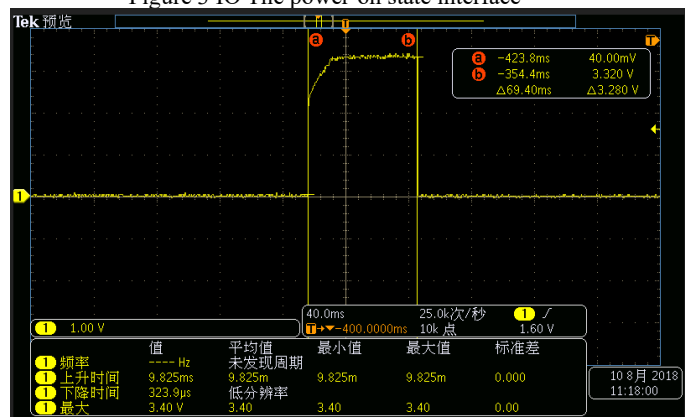 Figure 5 IO The power on state interface
Tek 预览
a b
a −423.8ms 40.00mV
b −354.4ms 3.320 V
△69.40ms △3.280 V
1
1 1.00 V
40.0ms 25.0k次/秒 1
T→▼−400.0000ms 10k 点 1.60 V
值 平均值 最小值 最大值 标准差
1 频率 ---- Hz 未发现周期
1 上升时间 9.825ms 9.825m 9.825m 9.825m 0.000
1 下降时间 323.9µs 低分辨率
1 最大 3.40 V 3.40 3.40 3.40 0.00
10 8月 2018
11:18:00